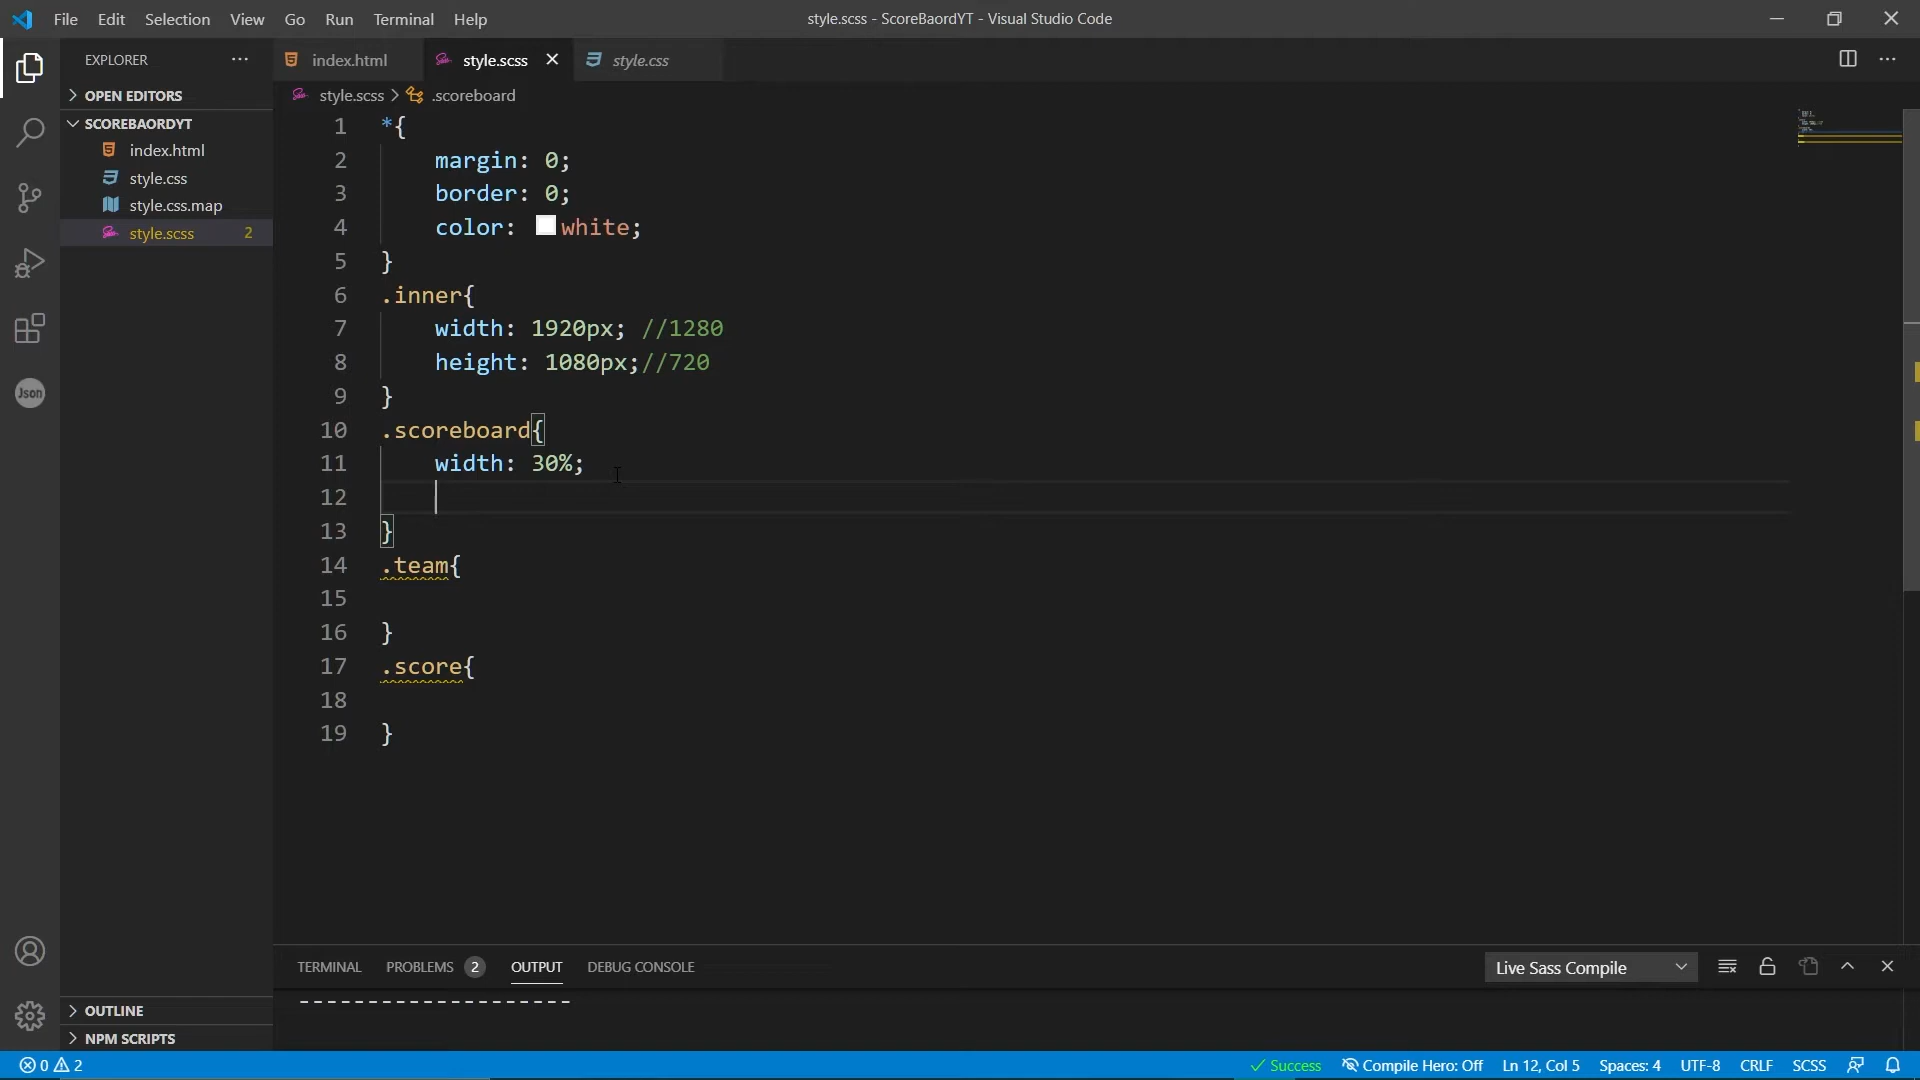 File Edit Selection View Go Run Terminal Help
style.scss - ScoreBaordYT - Visual Studio Code
EXPLORER
index.html
style.scss
style.css
OPEN EDITORS
SCOREBAORDYT
index.html
style.css
style.css.map
style.scss 2
Json
OUTLINE
NPM SCRIPTS
style.scss > .scoreboard
1 *{
2 margin: 0;
3 border: 0;
4 color: white;
5 }
6 .inner{
7 width: 1920px; //1280
8 height: 1080px;//720
9 }
10 .scoreboard{
11 width: 30%;
12
13 }
14 .team{
15
16 }
17 .score{
18
19 }
TERMINAL PROBLEMS 2 OUTPUT DEBUG CONSOLE
Live Sass Compile
--------------------
0 2
Success Compile Hero: Off Ln 12, Col 5 Spaces: 4 UTF-8 CRLF SCSS